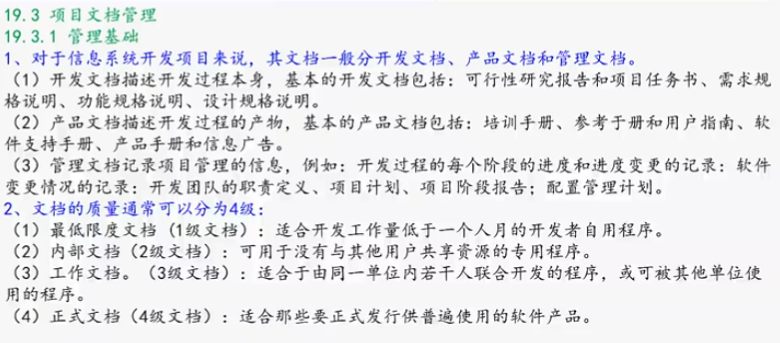 19.3 项目文档管理
19.3.1 管理基础
1、对于信息系统开发项目来说，其文档一般分开发文档、产品文档和管理文档。
（1）开发文档描述开发过程本身，基本的开发文档包括：可行性研究报告和项目任务书、需求规
格说明、功能规格说明、设计规格说明。
（2）产品文档描述开发过程的产物，基本的产品文档包括：培训手册、参考于册和用户指南、软
件支持手册、产品手册和信息广告。
（3）管理文档记录项目管理的信息，例如：开发过程的每个阶段的进度和进度变更的记录：软件
变更情况的记录：开发团队的职责定义、项目计划、项目阶段报告；配置管理计划。
2、文档的质量通常可以分为4级：
（1）最低限度文档（1级文档）：适合开发工作量低于一个人月的开发者自用程序。
（2）内部文档（2级文档）：可用于没有与其他用户共享资源的专用程序。
（3）工作文档。（3级文档）：适合于由同一单位内若干人联合开发的程序，或可被其他单位使
用的程序。
（4）正式文档（4级文档）：适合那些要正式发行供普遍使用的软件产品。